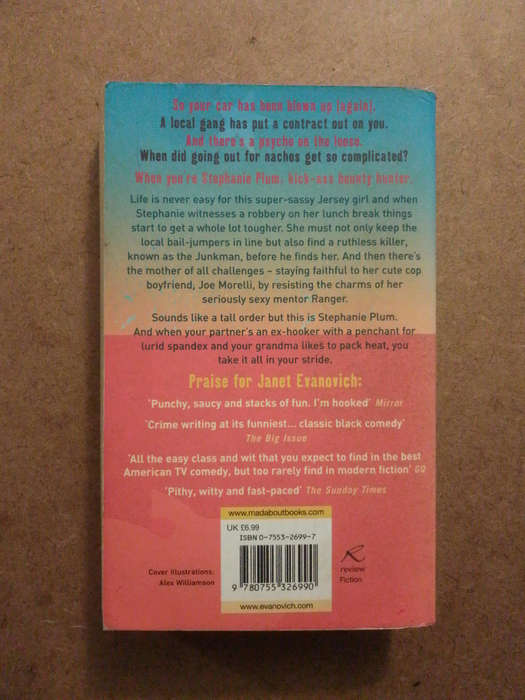 So your car has been blown up (again).
A local gang has put a contract out on you.
And there's a psycho on the loose.
When did going out for nachos get so complicated?
When you're Stephanie Plum, kick-ass bounty hunter.
Life is never easy for this super-sassy Jersey girl and when
Stephanie witnesses a robbery on her lunch break things
start to get a whole lot tougher. She must not only keep the
local bail-jumpers in line but also find a ruthless killer,
known as the Junkman, before he finds her. And then there's
the mother of all challenges – staying faithful to her cute cop
boyfriend, Joe Morelli, by resisting the charms of her
seriously sexy mentor Ranger.
Sounds like a tall order but this is Stephanie Plum.
And when your partner's an ex-hooker with a penchant for
lurid spandex and your grandma likes to pack heat, you
take it all in your stride.
Praise for Janet Evanovich:
'Punchy, saucy and stacks of fun. I'm hooked' Mirror
'Crime writing at its funniest... classic black comedy'
The Big Issue
'All the easy class and wit that you expect to find in the best
American TV comedy, but too rarely find in modern fiction' GQ
'Pithy, witty and fast-paced' The Sunday Times
www.madaboutbooks.com
UK £6.99
ISBN 0-7553-2699-7
9 780755 326990
www.evanovich.com
Cover illustrations:
Alex Williamson
R
review
Fiction